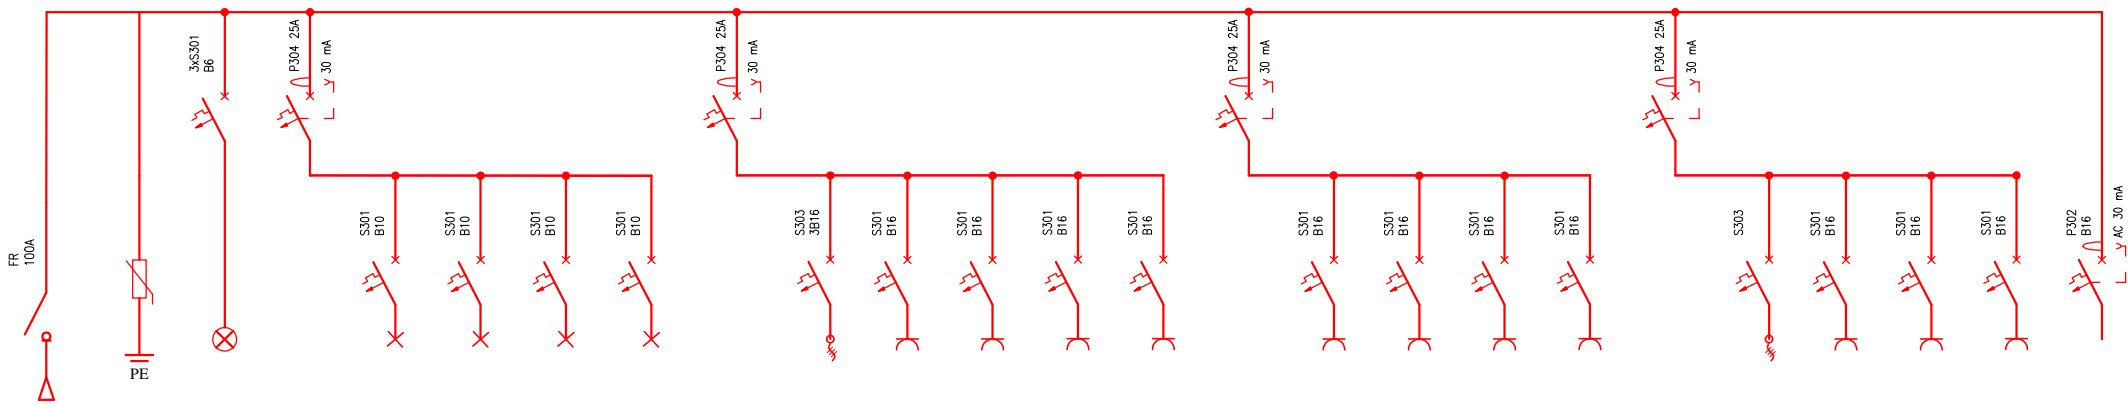 FR
100A
PE
3xS301
B6
P304 25A
30 mA
S301
B10
S301
B10
S301
B10
S301
B10
P304 25A
30 mA
S303
3B16
S301
B16
S301
B16
S301
B16
S301
B16
P304 25A
30 mA
S301
B16
S301
B16
S301
B16
S301
B16
P304 25A
30 mA
S303
S301
B16
S301
B16
S301
B16
P302
B16
AC 30 mA